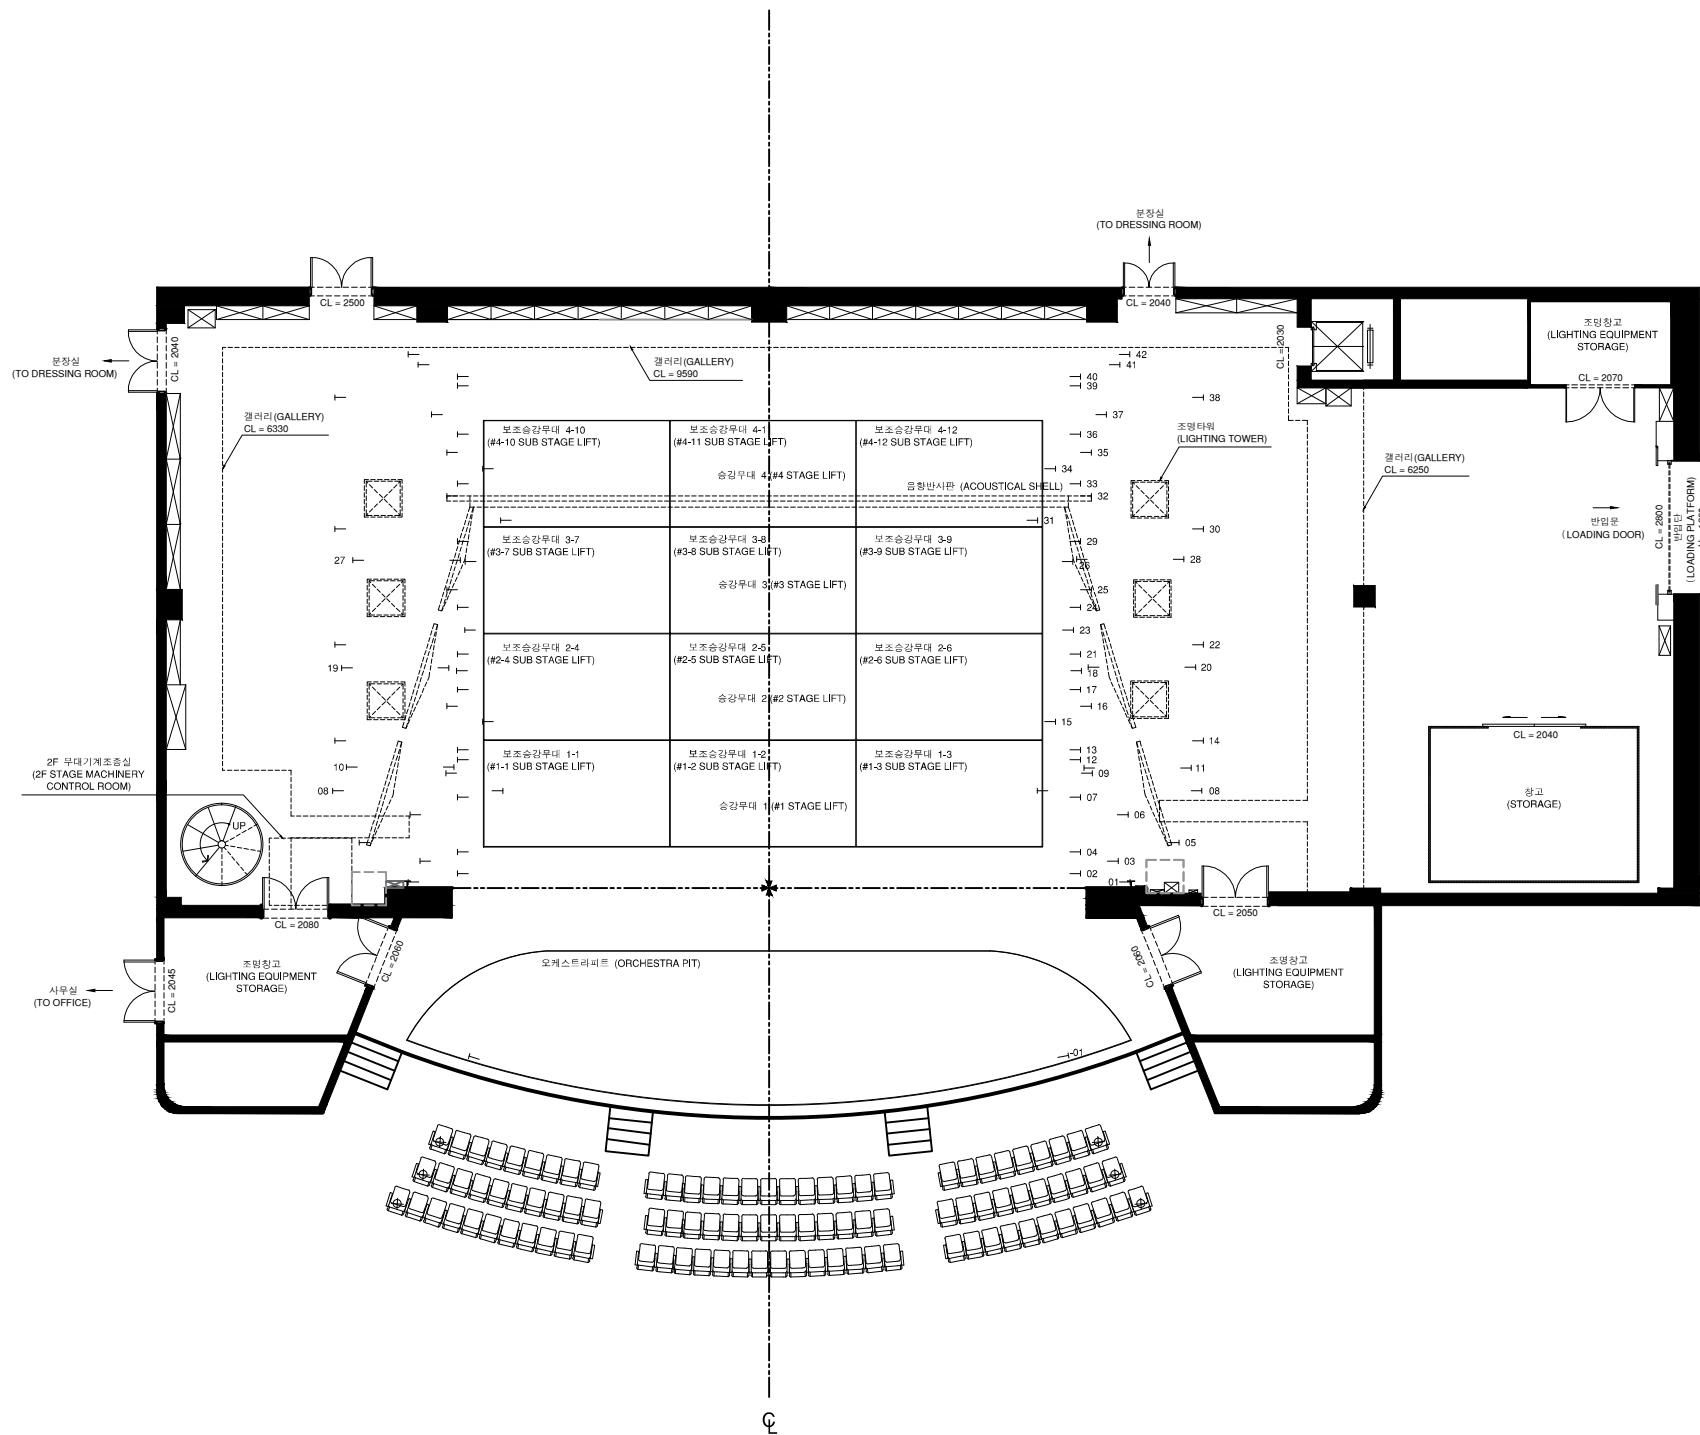 분장실
(TO DRESSING ROOM)
CL = 2500
CL = 2040
조명창고
(LIGHTING EQUIPMENT
STORAGE)
CL = 2070
CL = 2030
분장실
(TO DRESSING ROOM)
CL = 2040
갤러리(GALLERY)
CL = 9590
42
41
40
39
38
37
갤러리(GALLERY)
CL = 6330
보조승강무대 4-10
(#4-10 SUB STAGE LIFT)
보조승강무대 4-11
(#4-11 SUB STAGE LIFT)
보조승강무대 4-12
(#4-12 SUB STAGE LIFT)
36
35
조명타워
(LIGHTING TOWER)
갤러리(GALLERY)
CL = 6250
승강무대 4 (#4 STAGE LIFT)
34
음향반사판 (ACOUSTICAL SHELL)
33
32
31
30
반입문
(LOADING DOOR)
CL = 2800
반입단
(LOADING PLATFORM)
보조승강무대 3-7
(#3-7 SUB STAGE LIFT)
보조승강무대 3-8
(#3-8 SUB STAGE LIFT)
보조승강무대 3-9
(#3-9 SUB STAGE LIFT)
29
28
27
26
승강무대 3 (#3 STAGE LIFT)
25
24
23
22
보조승강무대 2-4
(#2-4 SUB STAGE LIFT)
보조승강무대 2-5
(#2-5 SUB STAGE LIFT)
보조승강무대 2-6
(#2-6 SUB STAGE LIFT)
21
20
19
18
17
승강무대 2 (#2 STAGE LIFT)
16
15
14
CL = 2040
보조승강무대 1-1
(#1-1 SUB STAGE LIFT)
보조승강무대 1-2
(#1-2 SUB STAGE LIFT)
보조승강무대 1-3
(#1-3 SUB STAGE LIFT)
13
12
11
10
09
2F 무대기계조종실
(2F STAGE MACHINERY
CONTROL ROOM)
08
08
07
승강무대 1 (#1 STAGE LIFT)
06
창고
(STORAGE)
UP
05
04
03
02
01
CL = 2080
CL = 2050
CL = 2060
CL = 2060
오케스트라피트 (ORCHESTRA PIT)
조명창고
(LIGHTING EQUIPMENT
STORAGE)
조명창고
(LIGHTING EQUIPMENT
STORAGE)
사무실
(TO OFFICE)
CL = 2045
-01
℄